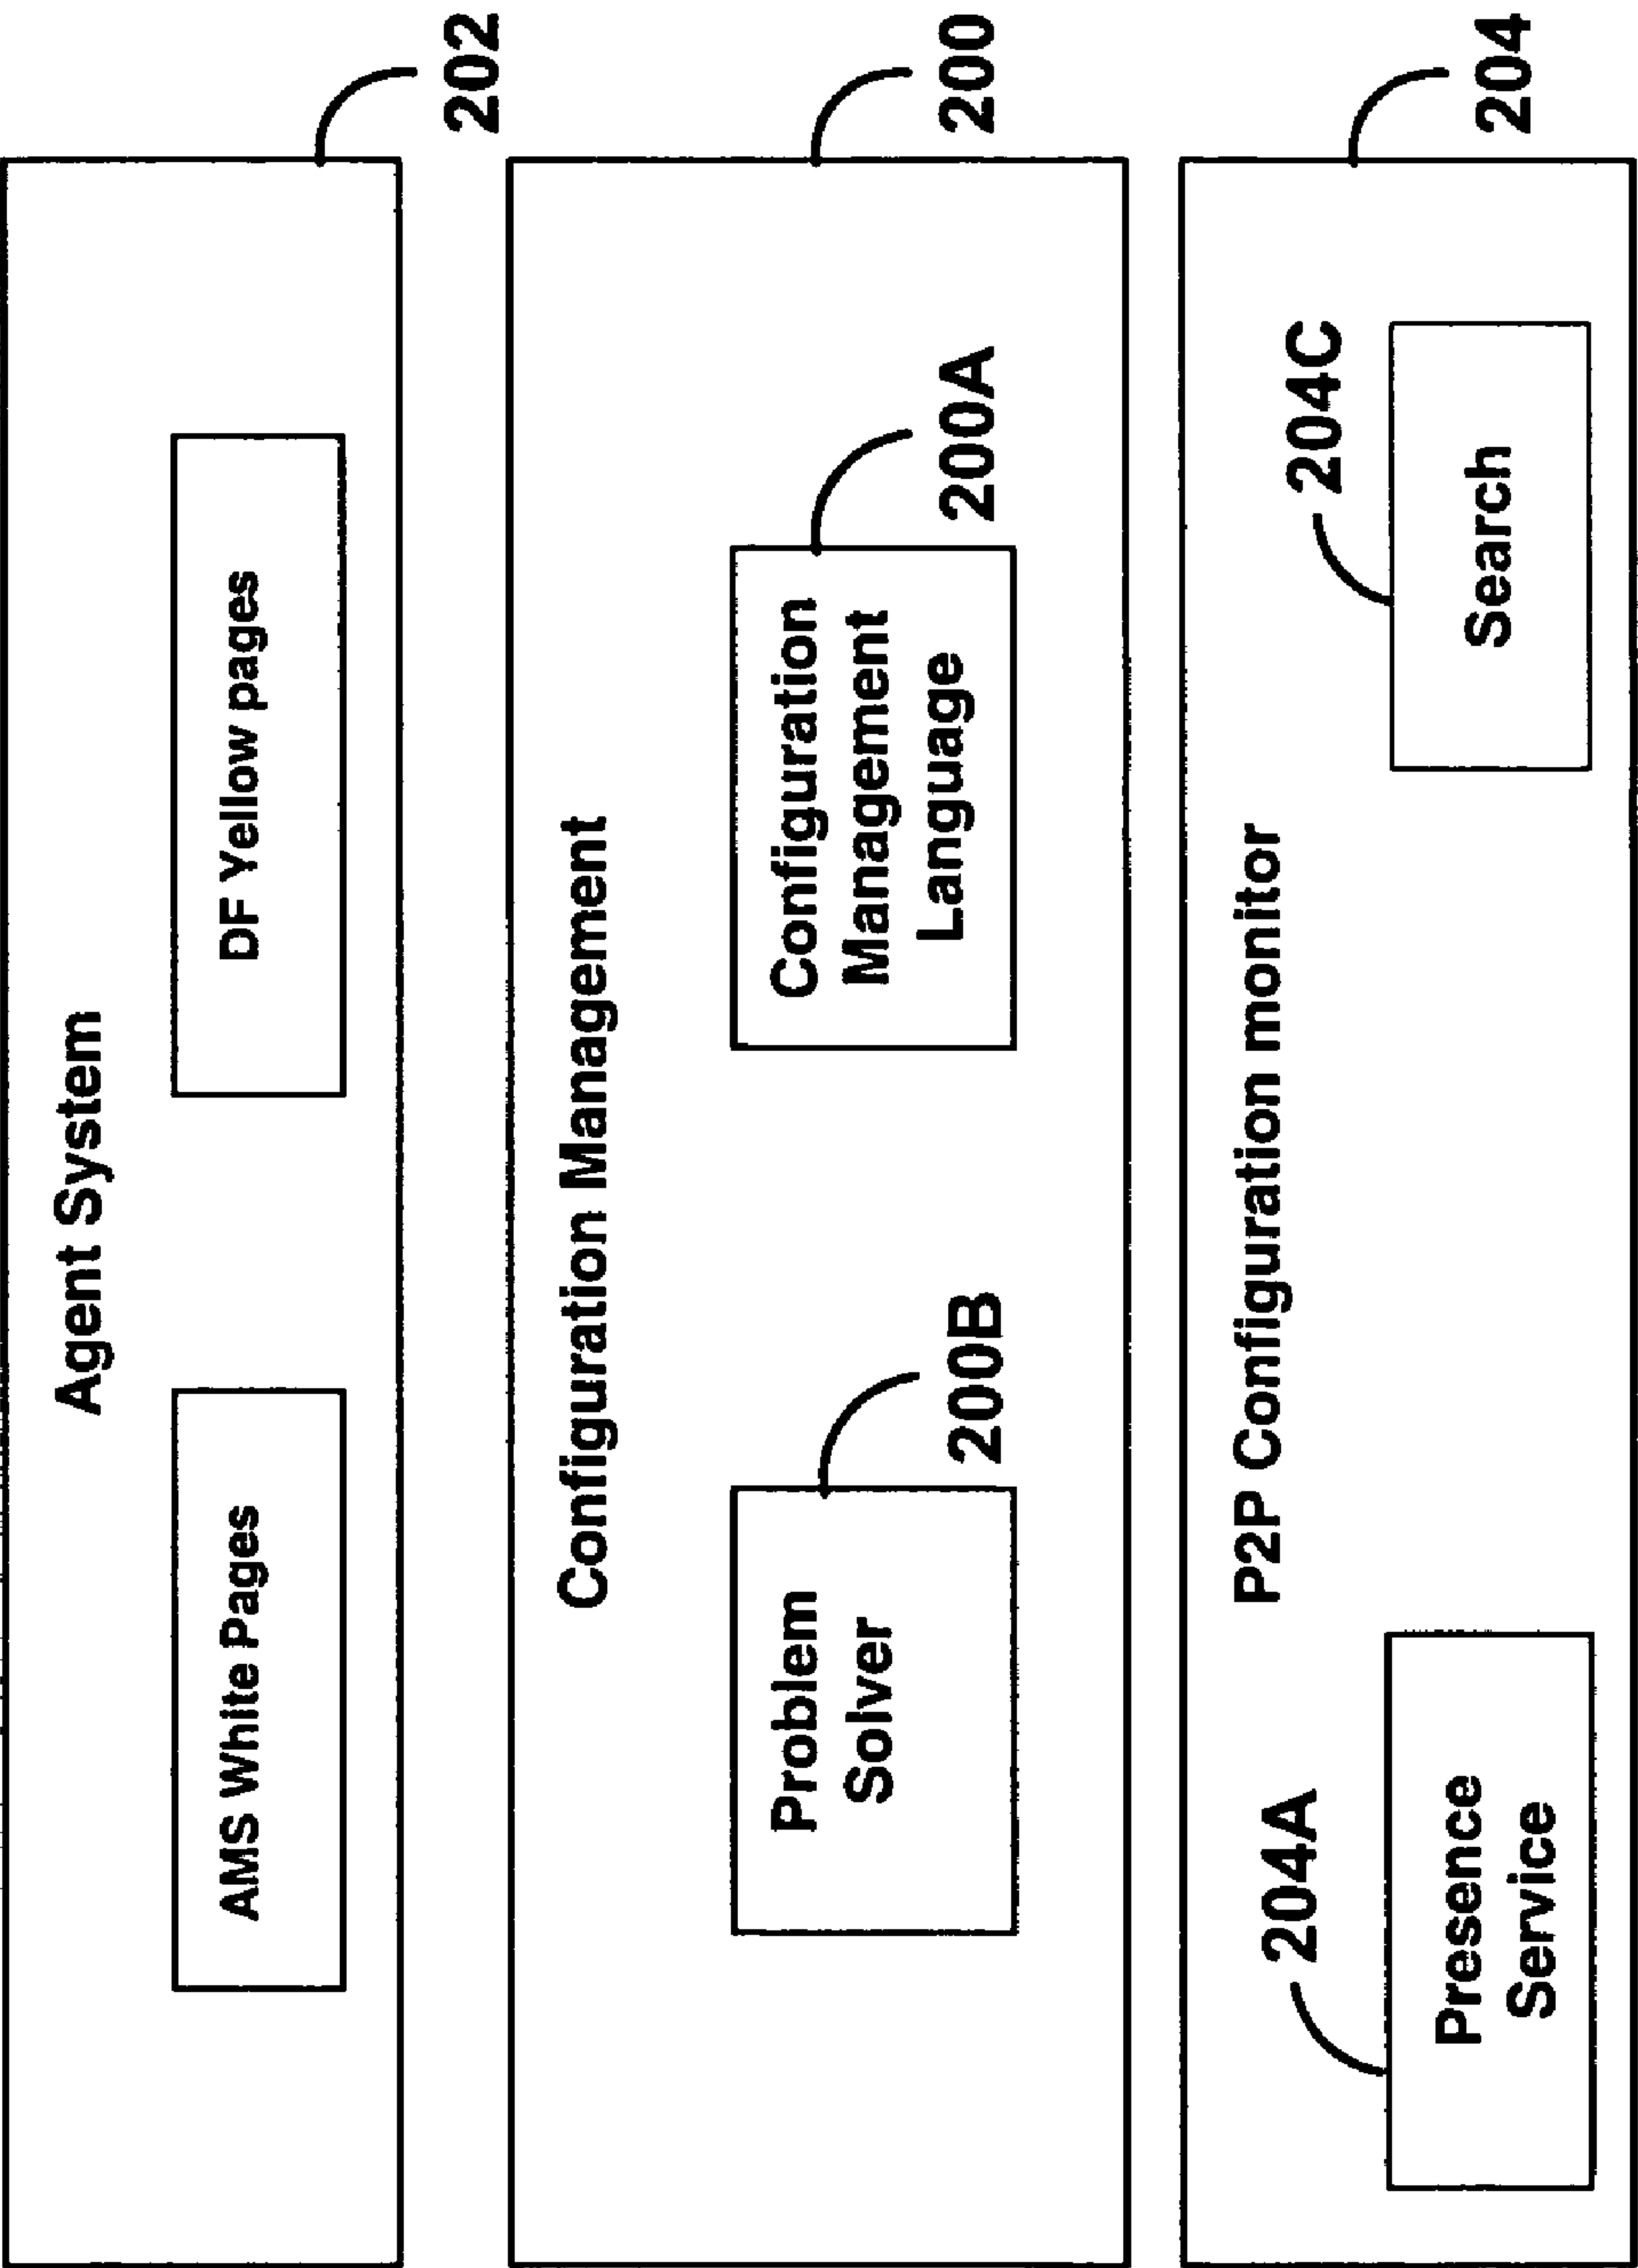 Agent System
AMS White Pages
DF Yellow pages
202
Configuration Management
Problem
Solver
200B
Configuration
Management
Language
200A
200
P2P Configuration monitor
204A
Presence
Service
204C
Search
204